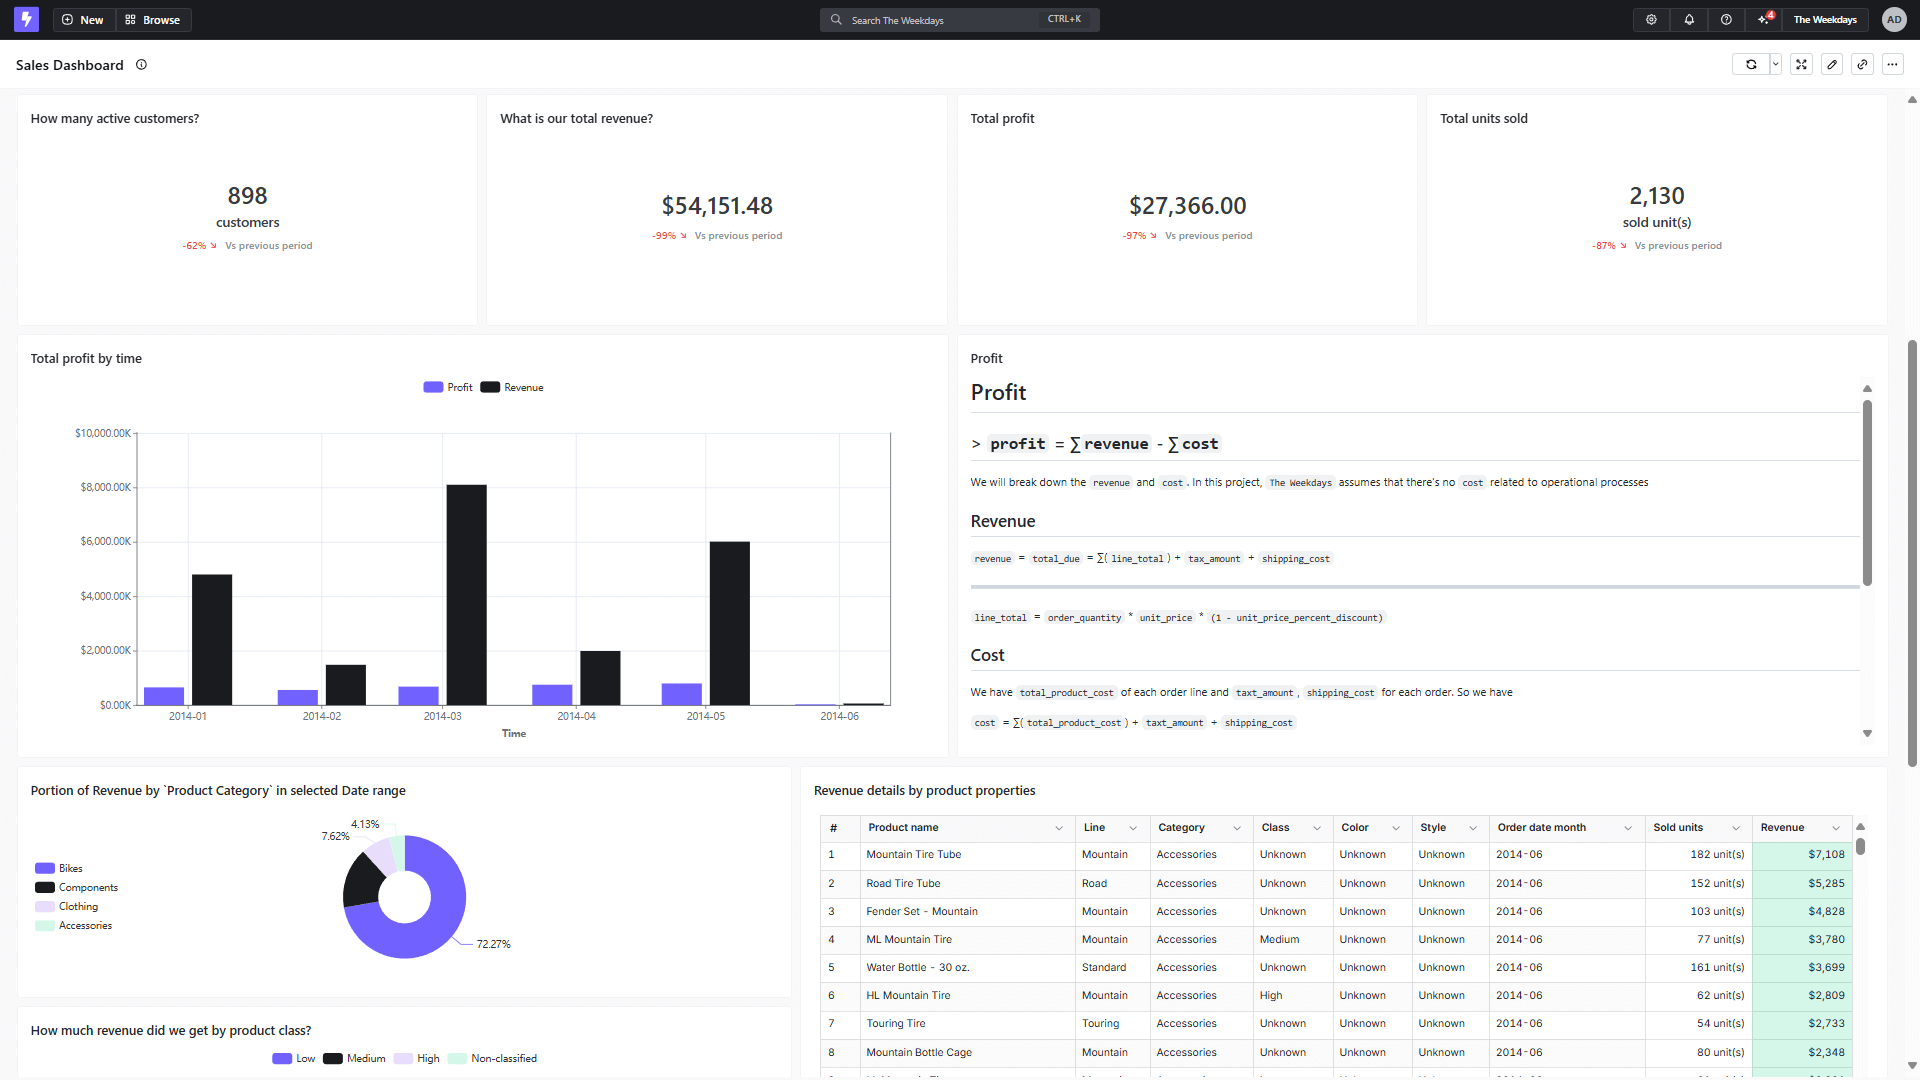 New
Browse
Search The Weekdays
CTRL+K
4
The Weekdays
AD
Sales Dashboard
How many active customers?
898
customers
-62% ↘ Vs previous period
What is our total revenue?
$54,151.48
-99% ↘ Vs previous period
Total profit
$27,366.00
-97% ↘ Vs previous period
Total units sold
2,130
sold unit(s)
-87% ↘ Vs previous period
Total profit by time
Profit
Revenue
$10,000.00K
$8,000.00K
$6,000.00K
$4,000.00K
$2,000.00K
$0.00K
2014-01 2014-02 2014-03 2014-04 2014-05 2014-06
Time
Profit
Profit
> profit = ∑ revenue - ∑ cost
We will break down the revenue and cost. In this project, The Weekdays assumes that there's no cost related to operational processes
Revenue
revenue = total_due = ∑( line_total ) + tax_amount + shipping_cost
line_total = order_quantity * unit_price * (1 - unit_price_percent_discount)
Cost
We have total_product_cost of each order line and taxt_amount, shipping_cost for each order. So we have
cost = ∑( total_product_cost ) + taxt_amount + shipping_cost
Portion of Revenue by `Product Category` in selected Date range
Bikes
Components
Clothing
Accessories
4.13%
7.62%
72.27%
Revenue details by product properties
# Product name Line Category Class Color Style Order date month Sold units Revenue
1 Mountain Tire Tube Mountain Accessories Unknown Unknown Unknown 2014-06 182 unit(s) $7,108
2 Road Tire Tube Road Accessories Unknown Unknown Unknown 2014-06 152 unit(s) $5,285
3 Fender Set - Mountain Mountain Accessories Unknown Unknown Unknown 2014-06 103 unit(s) $4,828
4 ML Mountain Tire Mountain Accessories Medium Unknown Unknown 2014-06 77 unit(s) $3,780
5 Water Bottle - 30 oz. Standard Accessories Unknown Unknown Unknown 2014-06 161 unit(s) $3,699
6 HL Mountain Tire Mountain Accessories High Unknown Unknown 2014-06 62 unit(s) $2,809
7 Touring Tire Touring Accessories Unknown Unknown Unknown 2014-06 54 unit(s) $2,733
8 Mountain Bottle Cage Mountain Accessories Unknown Unknown Unknown 2014-06 80 unit(s) $2,348
How much revenue did we get by product class?
Low
Medium
High
Non-classified